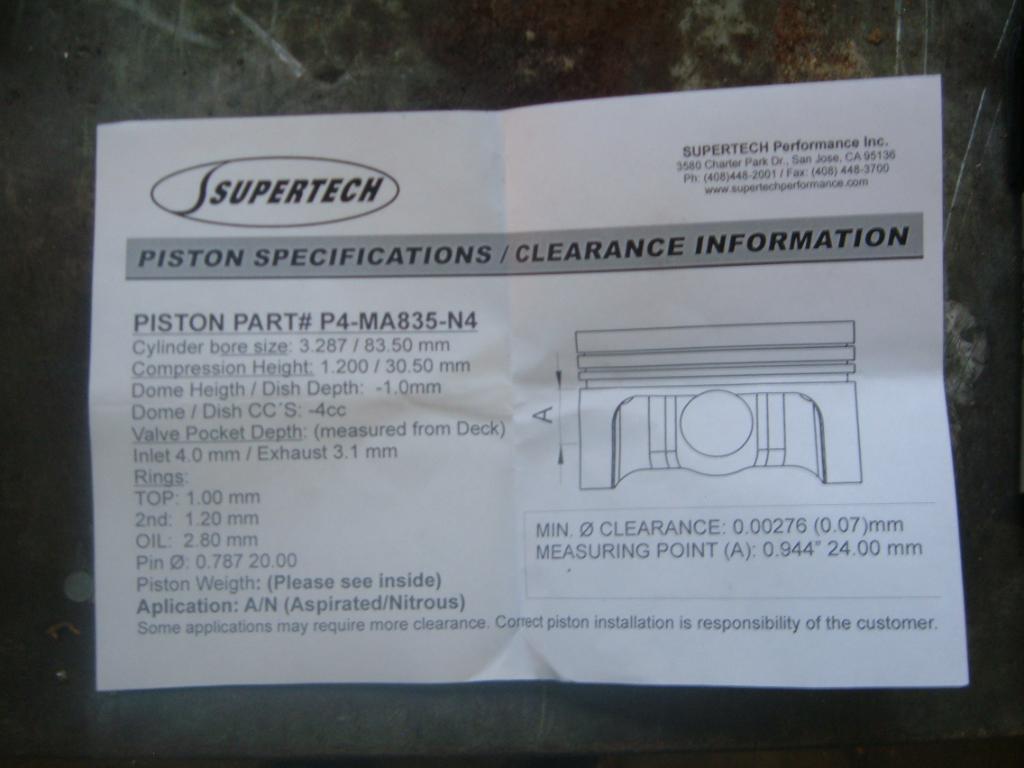 SUPERTECH
SUPERTECH Performance Inc.
3580 Charter Park Dr., San Jose, CA 95136
Ph: (408)448-2001 / Fax: (408) 448-3700
www.supertechperformance.com
PISTON SPECIFICATIONS / CLEARANCE INFORMATION
PISTON PART# P4-MA835-N4
Cylinder bore size: 3.287 / 83.50 mm
Compression Height: 1.200 / 30.50 mm
Dome Heigth / Dish Depth: -1.0mm
Dome / Dish CC´S: -4cc
Valve Pocket Depth: (measured from Deck)
Inlet 4.0 mm / Exhaust 3.1 mm
Rings:
TOP: 1.00 mm
2nd: 1.20 mm
OIL: 2.80 mm
Pin Ø: 0.787 20.00
Piston Weigth: (Please see inside)
Aplication: A/N (Aspirated/Nitrous)
A
MIN. Ø CLEARANCE: 0.00276 (0.07)mm
MEASURING POINT (A): 0.944" 24.00 mm
Some applications may require more clearance. Correct piston installation is responsibility of the customer.